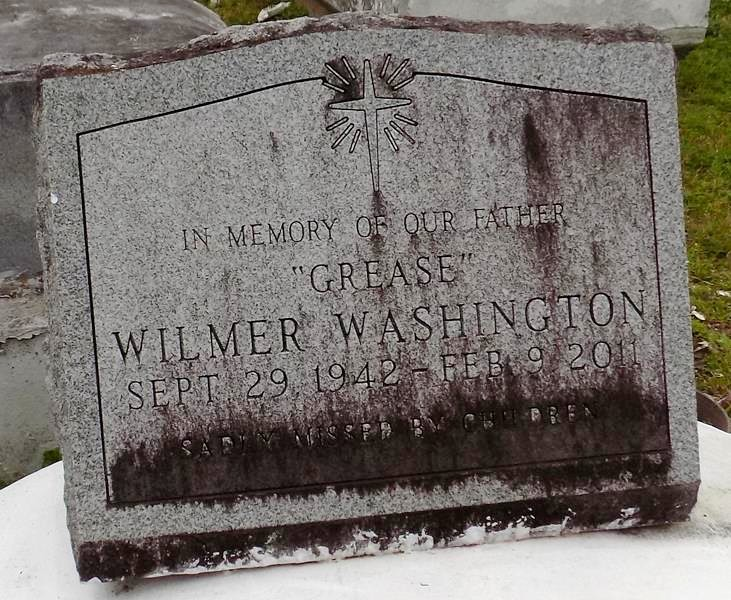 IN MEMORY OF OUR FATHER
"GREASE"
WILMER WASHINGTON
SEPT 29 1942 - FEB 9 2011
SADLY MISSED BY CHILDREN